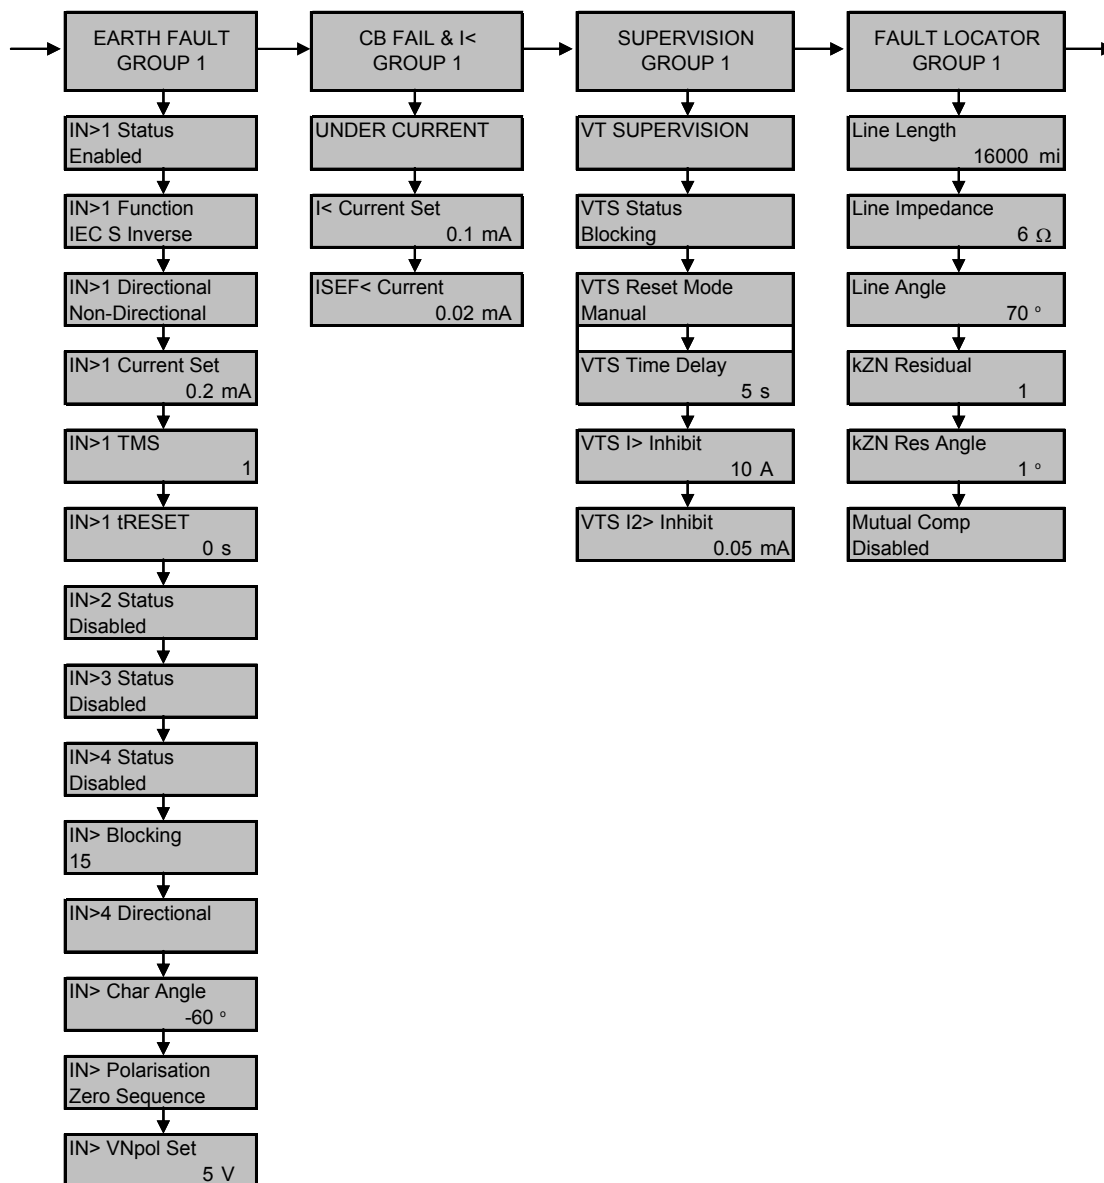 EARTH FAULT
GROUP 1
IN>1 Status
Enabled
IN>1 Function
IEC S Inverse
IN>1 Directional
Non-Directional
IN>1 Current Set
0.2 mA
IN>1 TMS
1
IN>1 tRESET
0 s
IN>2 Status
Disabled
IN>3 Status
Disabled
IN>4 Status
Disabled
IN> Blocking
15
IN>4 Directional
IN> Char Angle
-60 °
IN> Polarisation
Zero Sequence
IN> VNpol Set
5 V
CB FAIL & I<
GROUP 1
UNDER CURRENT
I< Current Set
0.1 mA
ISEF< Current
0.02 mA
SUPERVISION
GROUP 1
VT SUPERVISION
VTS Status
Blocking
VTS Reset Mode
Manual
VTS Time Delay
5 s
VTS I> Inhibit
10 A
VTS I2> Inhibit
0.05 mA
FAULT LOCATOR
GROUP 1
Line Length
16000 mi
Line Impedance
6 Ω
Line Angle
70 °
kZN Residual
1
kZN Res Angle
1 °
Mutual Comp
Disabled